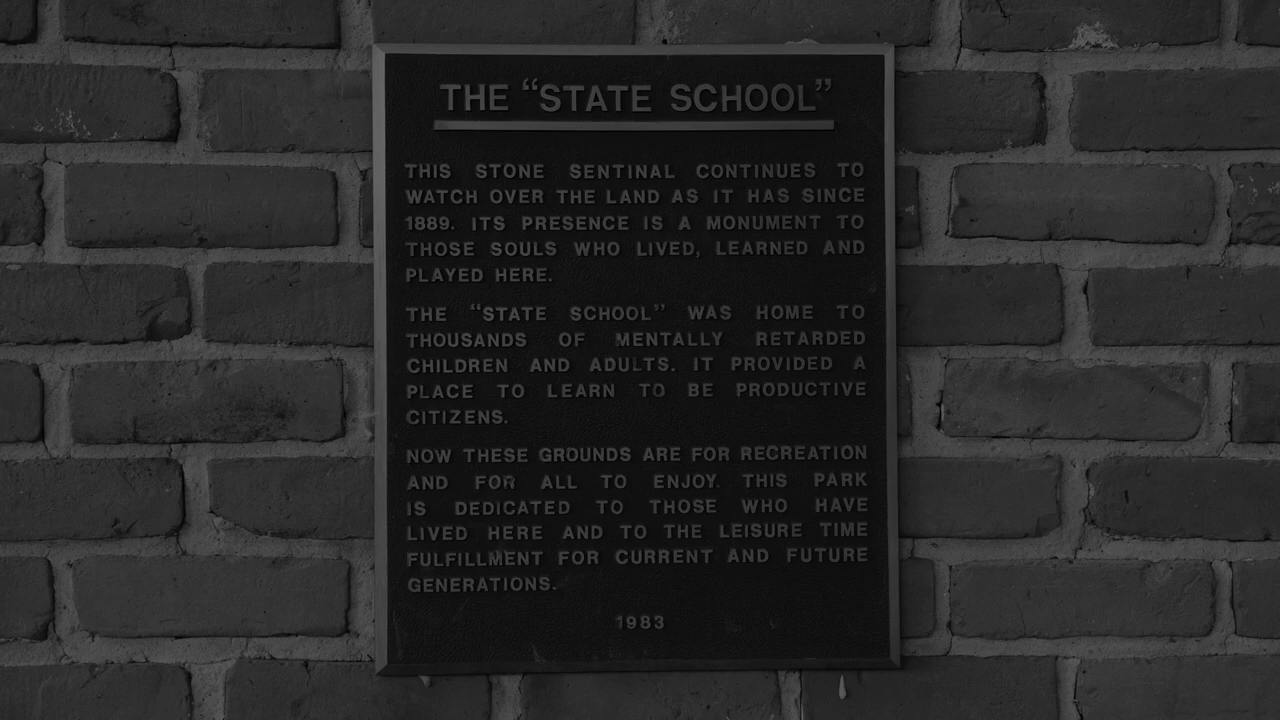 THE “STATE SCHOOL”
THIS STONE SENTINAL CONTINUES TO
WATCH OVER THE LAND AS IT HAS SINCE
1889. ITS PRESENCE IS A MONUMENT TO
THOSE SOULS WHO LIVED, LEARNED AND
PLAYED HERE.
THE “STATE SCHOOL” WAS HOME TO
THOUSANDS OF MENTALLY RETARDED
CHILDREN AND ADULTS. IT PROVIDED A
PLACE TO LEARN TO BE PRODUCTIVE
CITIZENS.
NOW THESE GROUNDS ARE FOR RECREATION
AND FOR ALL TO ENJOY. THIS PARK
IS DEDICATED TO THOSE WHO HAVE
LIVED HERE AND TO THE LEISURE TIME
FULFILLMENT FOR CURRENT AND FUTURE
GENERATIONS.
1983